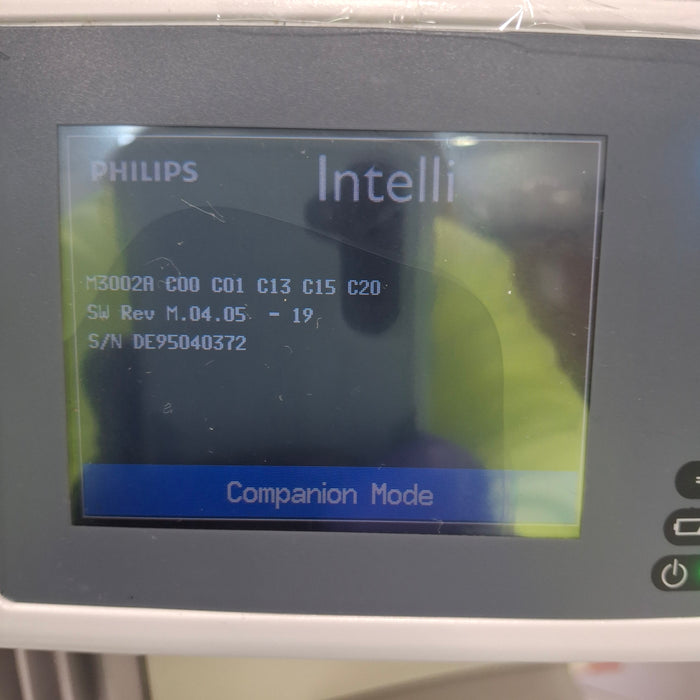 PHILIPS Intelli
M3002A C00 C01 C13 C15 C20
SW Rev M.04.05 - 19
S/N DE95040372
Companion Mode